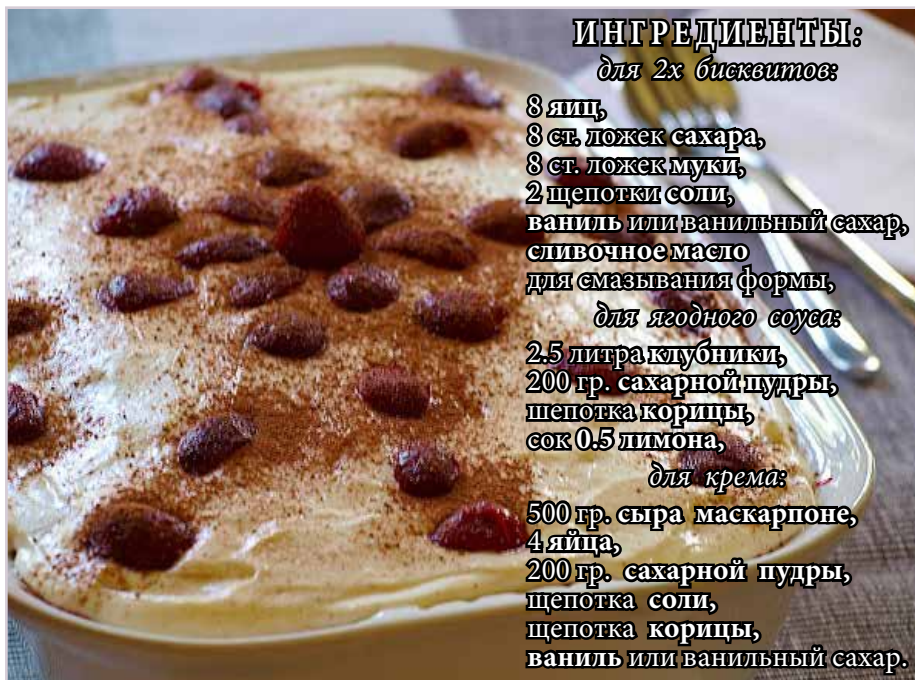 ИНГРЕДИЕНТЫ:
для 2х бисквитов:
8 яиц,
8 ст. ложек сахара,
8 ст. ложек муки,
2 щепотки соли,
ваниль или ванильный сахар,
сливочное масло
для смазывания формы,
для ягодного соуса:
2.5 литра клубники,
200 гр. сахарной пудры,
щепотка корицы,
сок 0.5 лимона,
для крема:
500 гр. сыра маскарпоне,
4 яйца,
200 гр. сахарной пудры,
щепотка соли,
щепотка корицы,
ваниль или ванильный сахар.